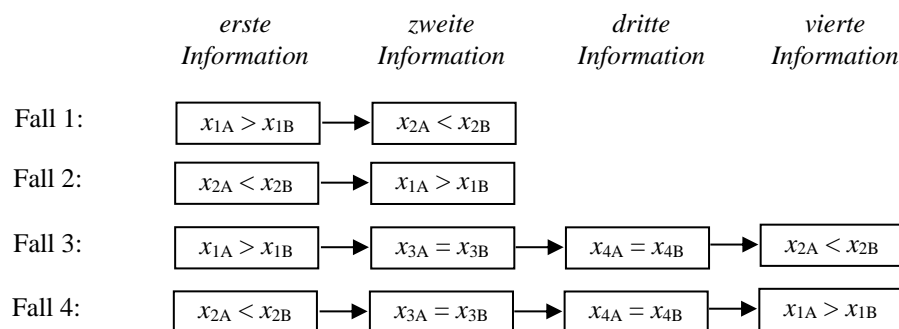 erste zweite dritte vierte
Information Information Information Information
Fall 1: x1A > x1B x2A < x2B
Fall 2: x2A < x2B x1A > x1B
Fall 3: x1A > x1B x3A = x3B x4A = x4B x2A < x2B
Fall 4: x2A < x2B x3A = x3B x4A = x4B x1A > x1B